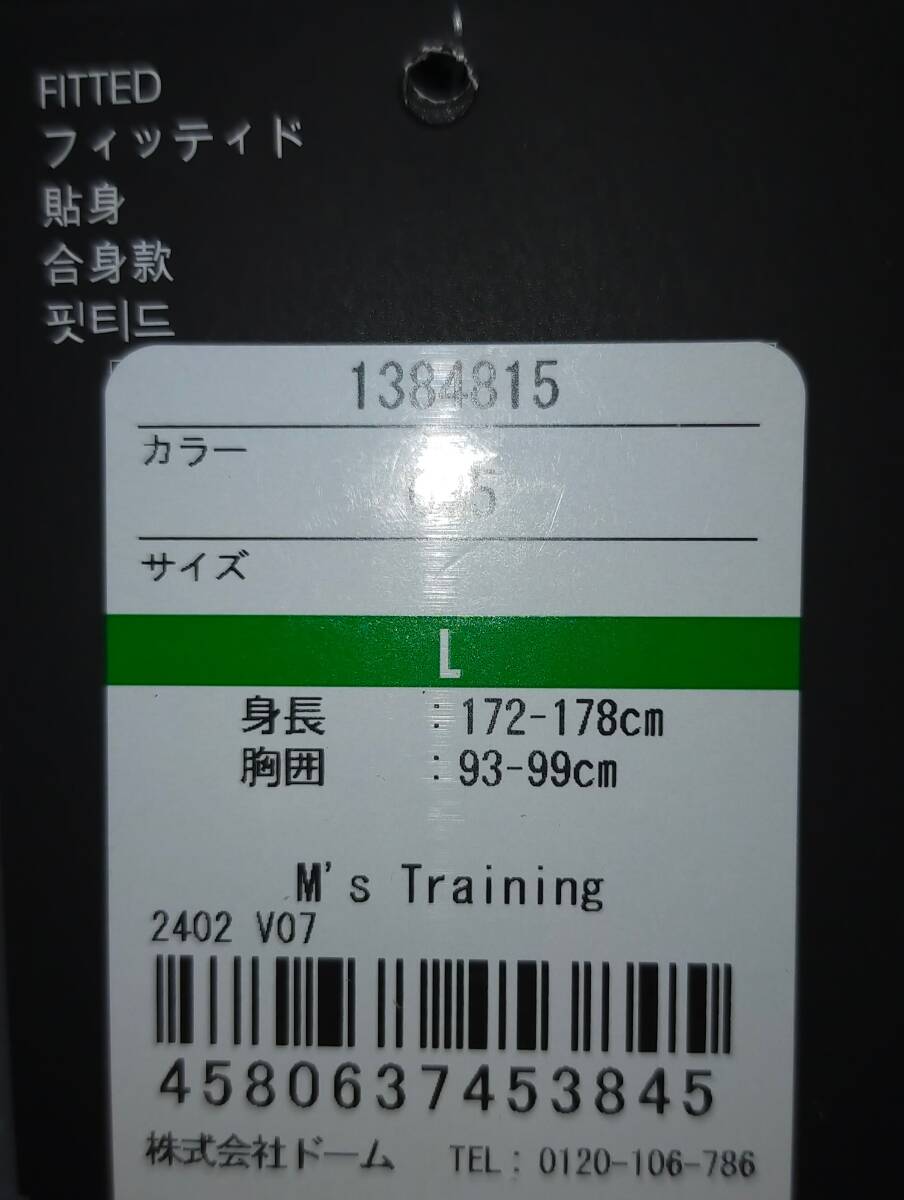 FITTED
フィッティド
貼身
合身款
핏티드
1384815
カラー
サイズ
L
身長 : 172-178cm
胸囲 : 93-99cm
M's Training
2402 V07
4580637453845
株式会社ドーム TEL: 0120-106-786